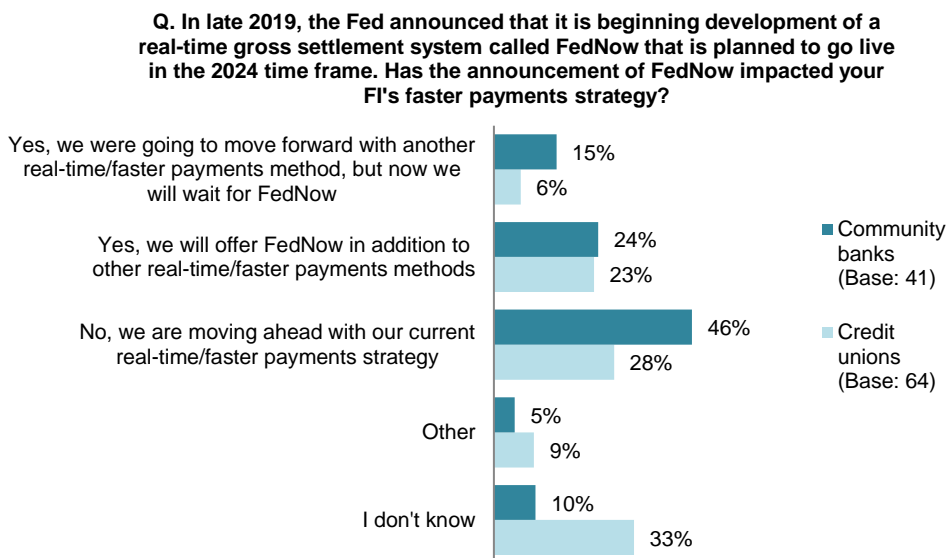 Q. In late 2019, the Fed announced that it is beginning development of a
real-time gross settlement system called FedNow that is planned to go live
in the 2024 time frame. Has the announcement of FedNow impacted your
FI's faster payments strategy?
Yes, we were going to move forward with another
real-time/faster payments method, but now we
will wait for FedNow
15%
6%
Yes, we will offer FedNow in addition to
other real-time/faster payments methods
24%
23%
No, we are moving ahead with our current
real-time/faster payments strategy
46%
28%
Other
5%
9%
I don't know
10%
33%
Community
banks
(Base: 41)
Credit
unions
(Base: 64)